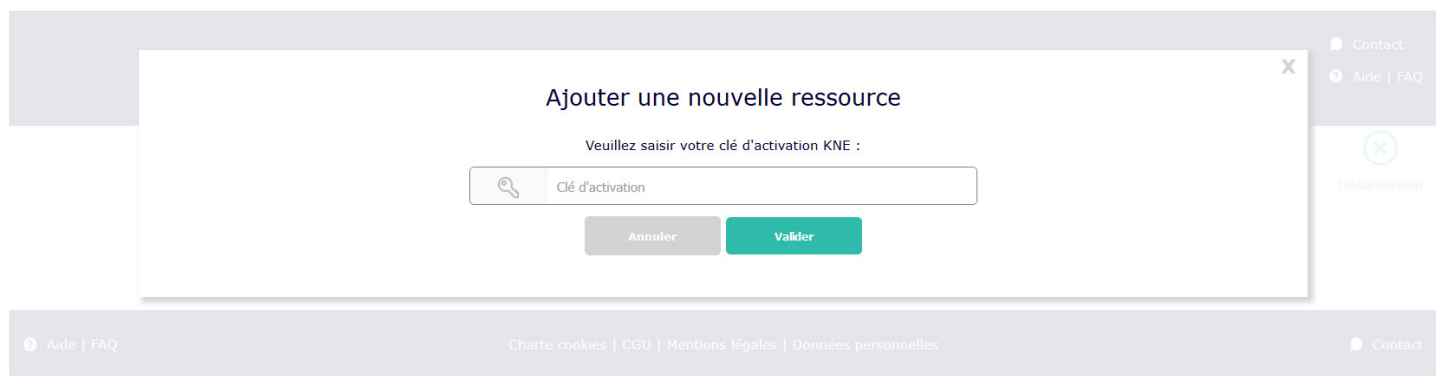 Contact
X
Aide | FAQ
Ajouter une nouvelle ressource
Veuillez saisir votre clé d'activation KNE :
Clé d'activation
Déconnexion
Annuler
Valider
Aide | FAQ
Charte cookies | CGU | Mentions légales | Données personnelles
Contact